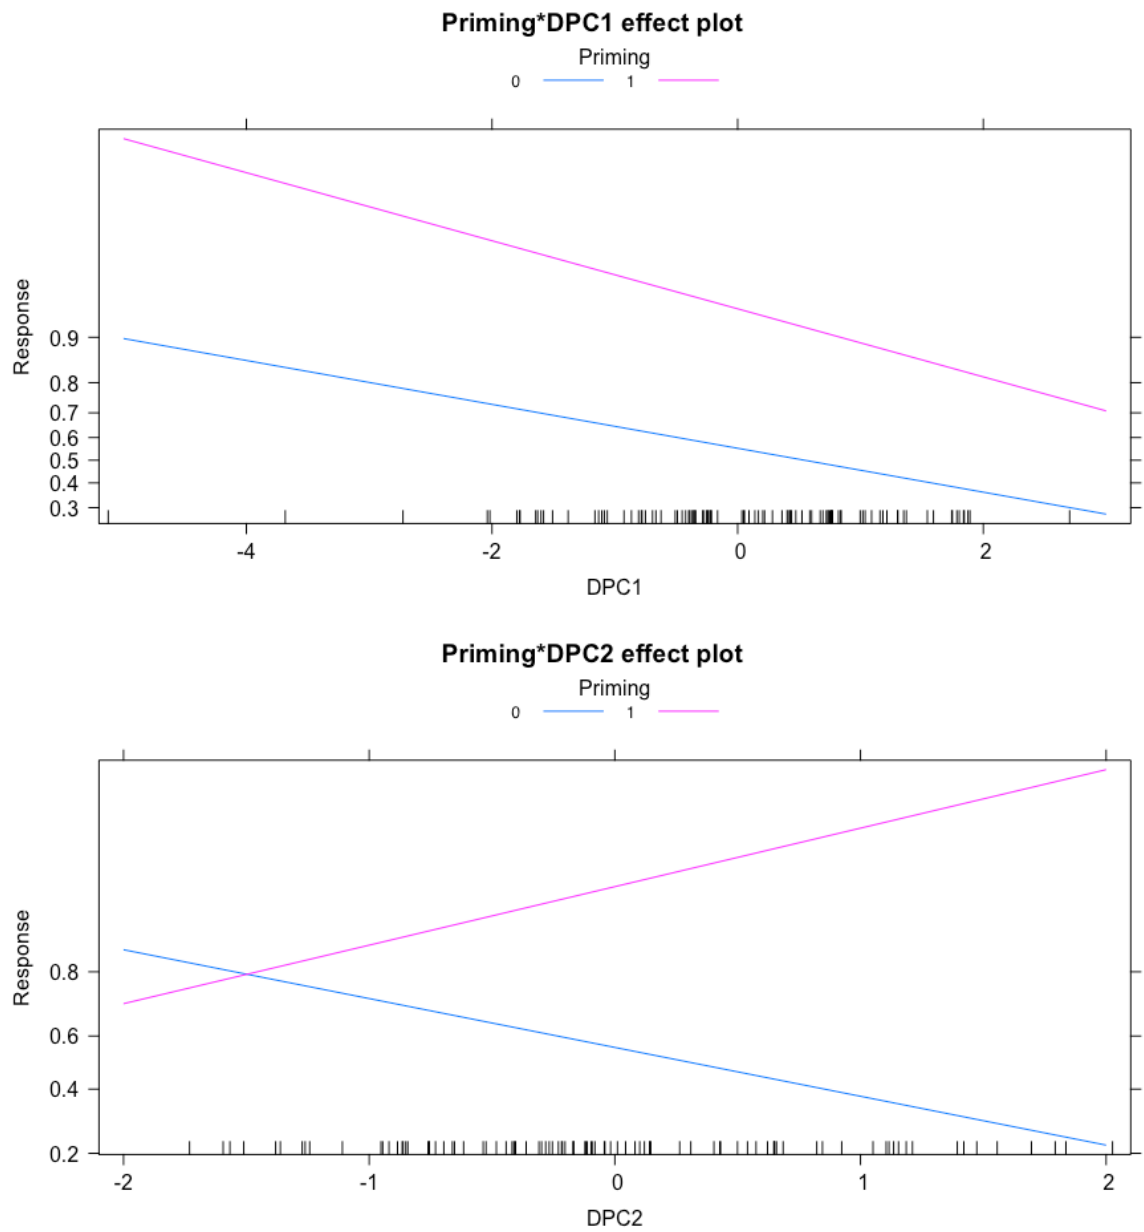 Priming*DPC1 effect plot
Priming
0 1
Response
0.9
0.8
0.7
0.6
0.5
0.4
0.3
-4 -2 0 2
DPC1
Priming*DPC2 effect plot
Priming
0 1
Response
0.8
0.6
0.4
0.2
-2 -1 0 1 2
DPC2